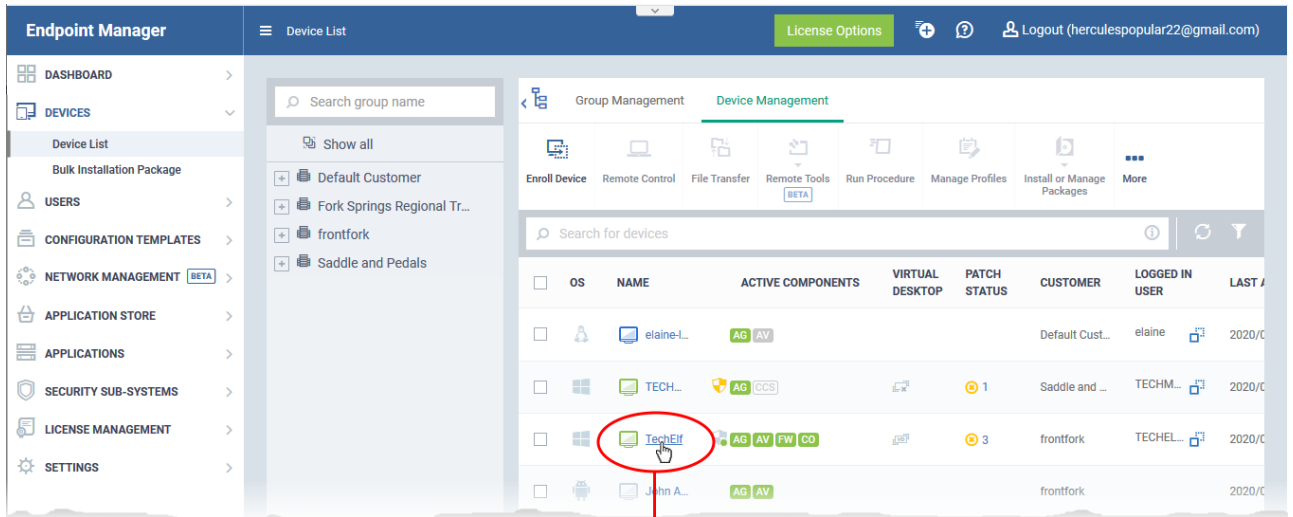 Endpoint Manager
Device List
License Options
Logout (herculespopular22@gmail.com)
DASHBOARD
DEVICES
Device List
Bulk Installation Package
USERS
CONFIGURATION TEMPLATES
NETWORK MANAGEMENT BETA
APPLICATION STORE
APPLICATIONS
SECURITY SUB-SYSTEMS
LICENSE MANAGEMENT
SETTINGS
Search group name
Show all
Default Customer
Fork Springs Regional Tr...
frontfork
Saddle and Pedals
Group Management Device Management
Enroll Device Remote Control File Transfer Remote Tools Run Procedure Manage Profiles Install or Manage More
BETA Packages
Search for devices
OS NAME ACTIVE COMPONENTS VIRTUAL PATCH CUSTOMER LOGGED IN LAST A
DESKTOP STATUS USER
elaine-l... AG AV Default Cust... elaine 2020/0
TECH... AG CCS 1 Saddle and ... TECHM... 2020/0
TechElf AG AV FW CO 3 frontfork TECHEL... 2020/0
John A... AG AV frontfork 2020/0